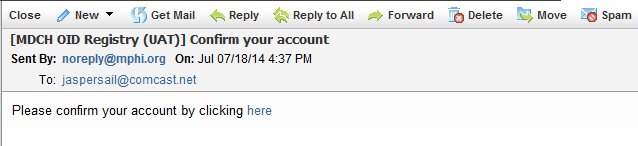 Close New Get Mail Reply Reply to All Forward Delete Move Spam
[MDCH OID Registry (UAT)] Confirm your account
Sent By: noreply@mphi.org On: Jul 07/18/14 4:37 PM
To: jaspersail@comcast.net
Please confirm your account by clicking here